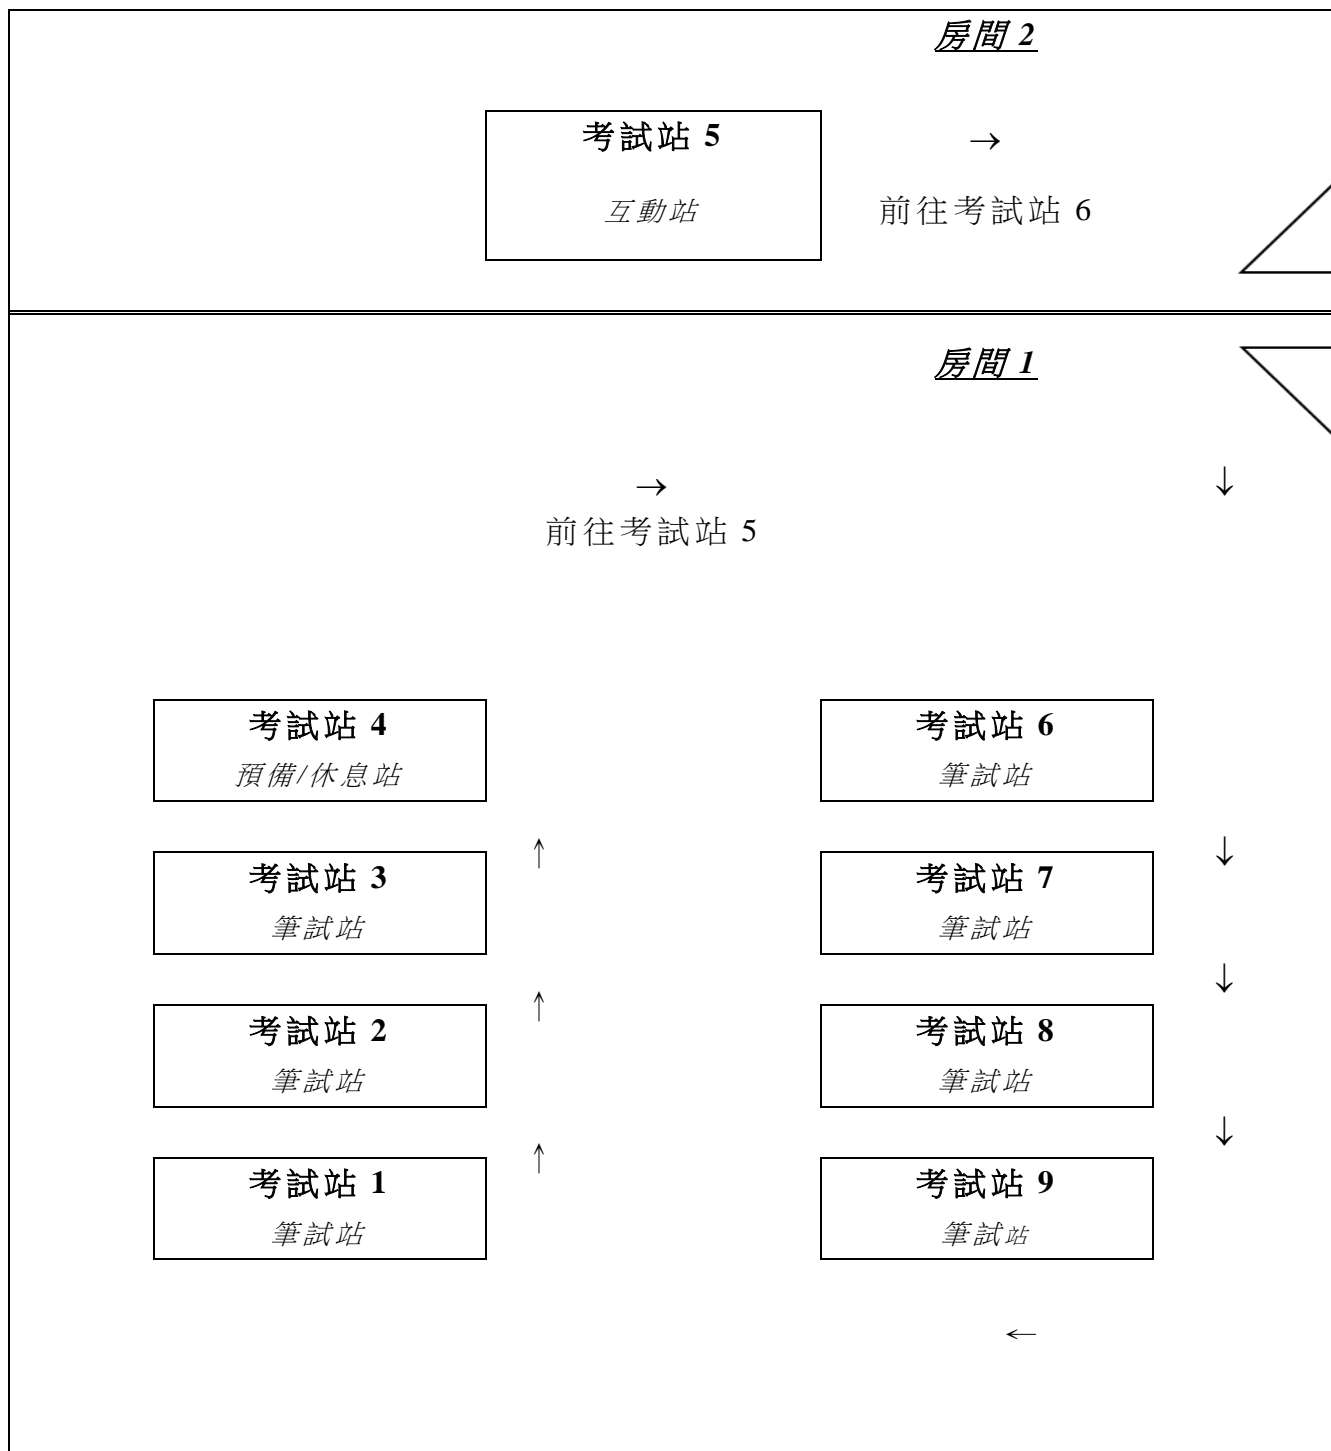 房間 2
考試站 5
互動站
→
前往考試站 6
房間 1
→
前往考試站 5
↓
考試站 4
預備/休息站
考試站 6
筆試站
↑
↓
考試站 3
筆試站
考試站 7
筆試站
↑
↓
考試站 2
筆試站
考試站 8
筆試站
↑
↓
考試站 1
筆試站
考試站 9
筆試站
←